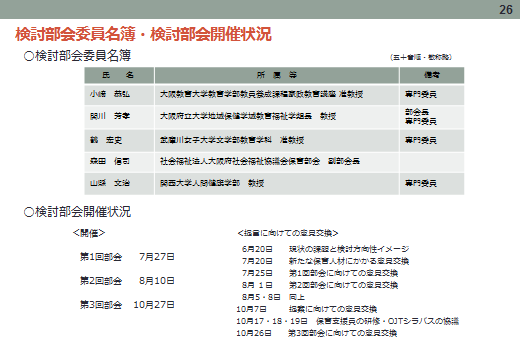 26
検討部会委員名簿・検討部会開催状況
○検討部会委員名簿
（五十音順・敬称略）
氏　名　所　属　等　備考
小崎　恭弘　大阪教育大学教育学部教員養成課程家政教育講座 准教授　専門委員
関川　芳孝　大阪府立大学地域保健学域教育福祉学類長　教授　部会長 専門委員
鶴　宏史　武庫川女子大学文学部教育学科　准教授　専門委員
森田　信司　社会福祉法人大阪府社会福祉協議会保育部会　副部会長
山縣　文治　関西大学人間健康学部　教授　専門委員
○検討部会開催状況
＜開催＞
第1回部会　7月27日
第2回部会　8月10日
第3回部会　10月27日
＜提言に向けての意見交換＞
6月20日　現状の課題と検討方向性イメージ
7月20日　新たな保育人材にかかる意見交換
7月25日　第1回部会に向けての意見交換
8月 1日　第2回部会に向けての意見交換
8月5・8日　同上
10月7日　提案に向けての意見交換
10月17・18・19日　保育支援員の研修・OJTシラバスの協議
10月26日　第3回部会に向けての意見交換